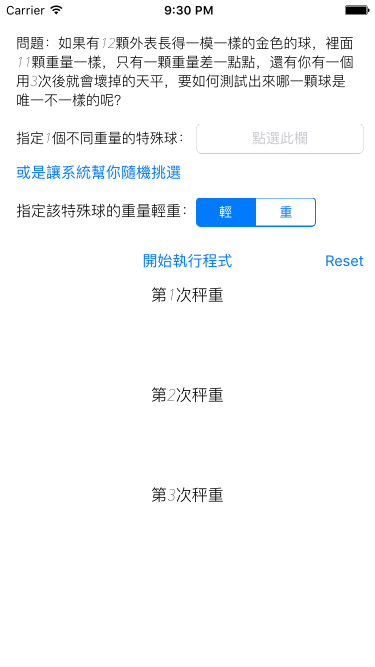 Carrier 9:30 PM
問題：如果有12顆外表長得一模一樣的金色的球，裡面
11顆重量一樣，只有一顆重量差一點點，還有你有一個
用3次後就會壞掉的天平，要如何測試出來哪一顆球是
唯一不一樣的呢？
指定1個不同重量的特殊球： 點選此欄
或是讓系統幫你隨機挑選
指定該特殊球的重量輕重： 輕 重
開始執行程式 Reset
第1次秤重
第2次秤重
第3次秤重